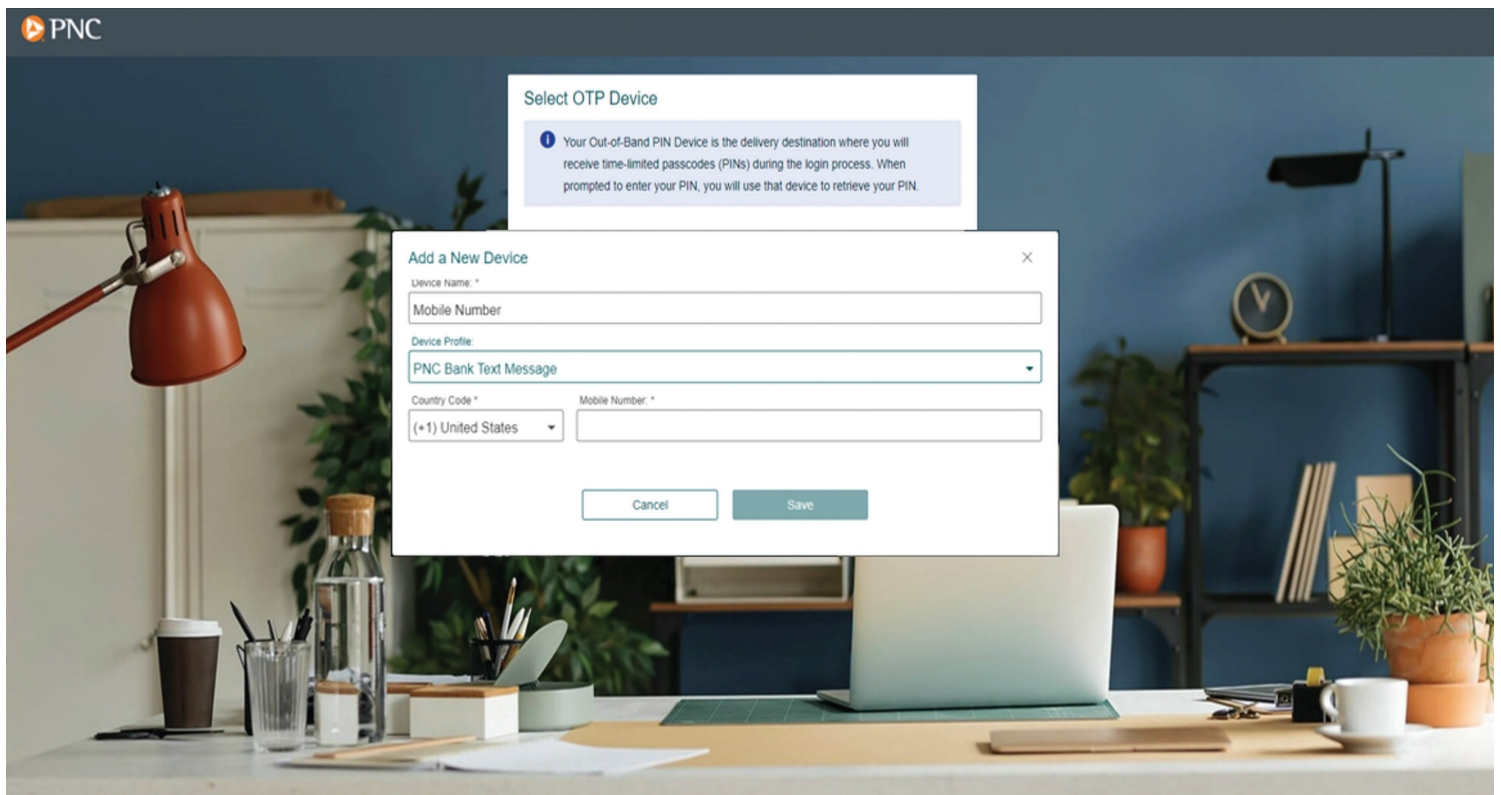 PNC
Select OTP Device
Your Out-of-Band PIN Device is the delivery destination where you will
receive time-limited passcodes (PINs) during the login process. When
prompted to enter your PIN, you will use that device to retrieve your PIN.
Add a New Device
Device Name: *
Mobile Number
Device Profile:
PNC Bank Text Message
Country Code * Mobile Number: *
(+1) United States
Cancel Save